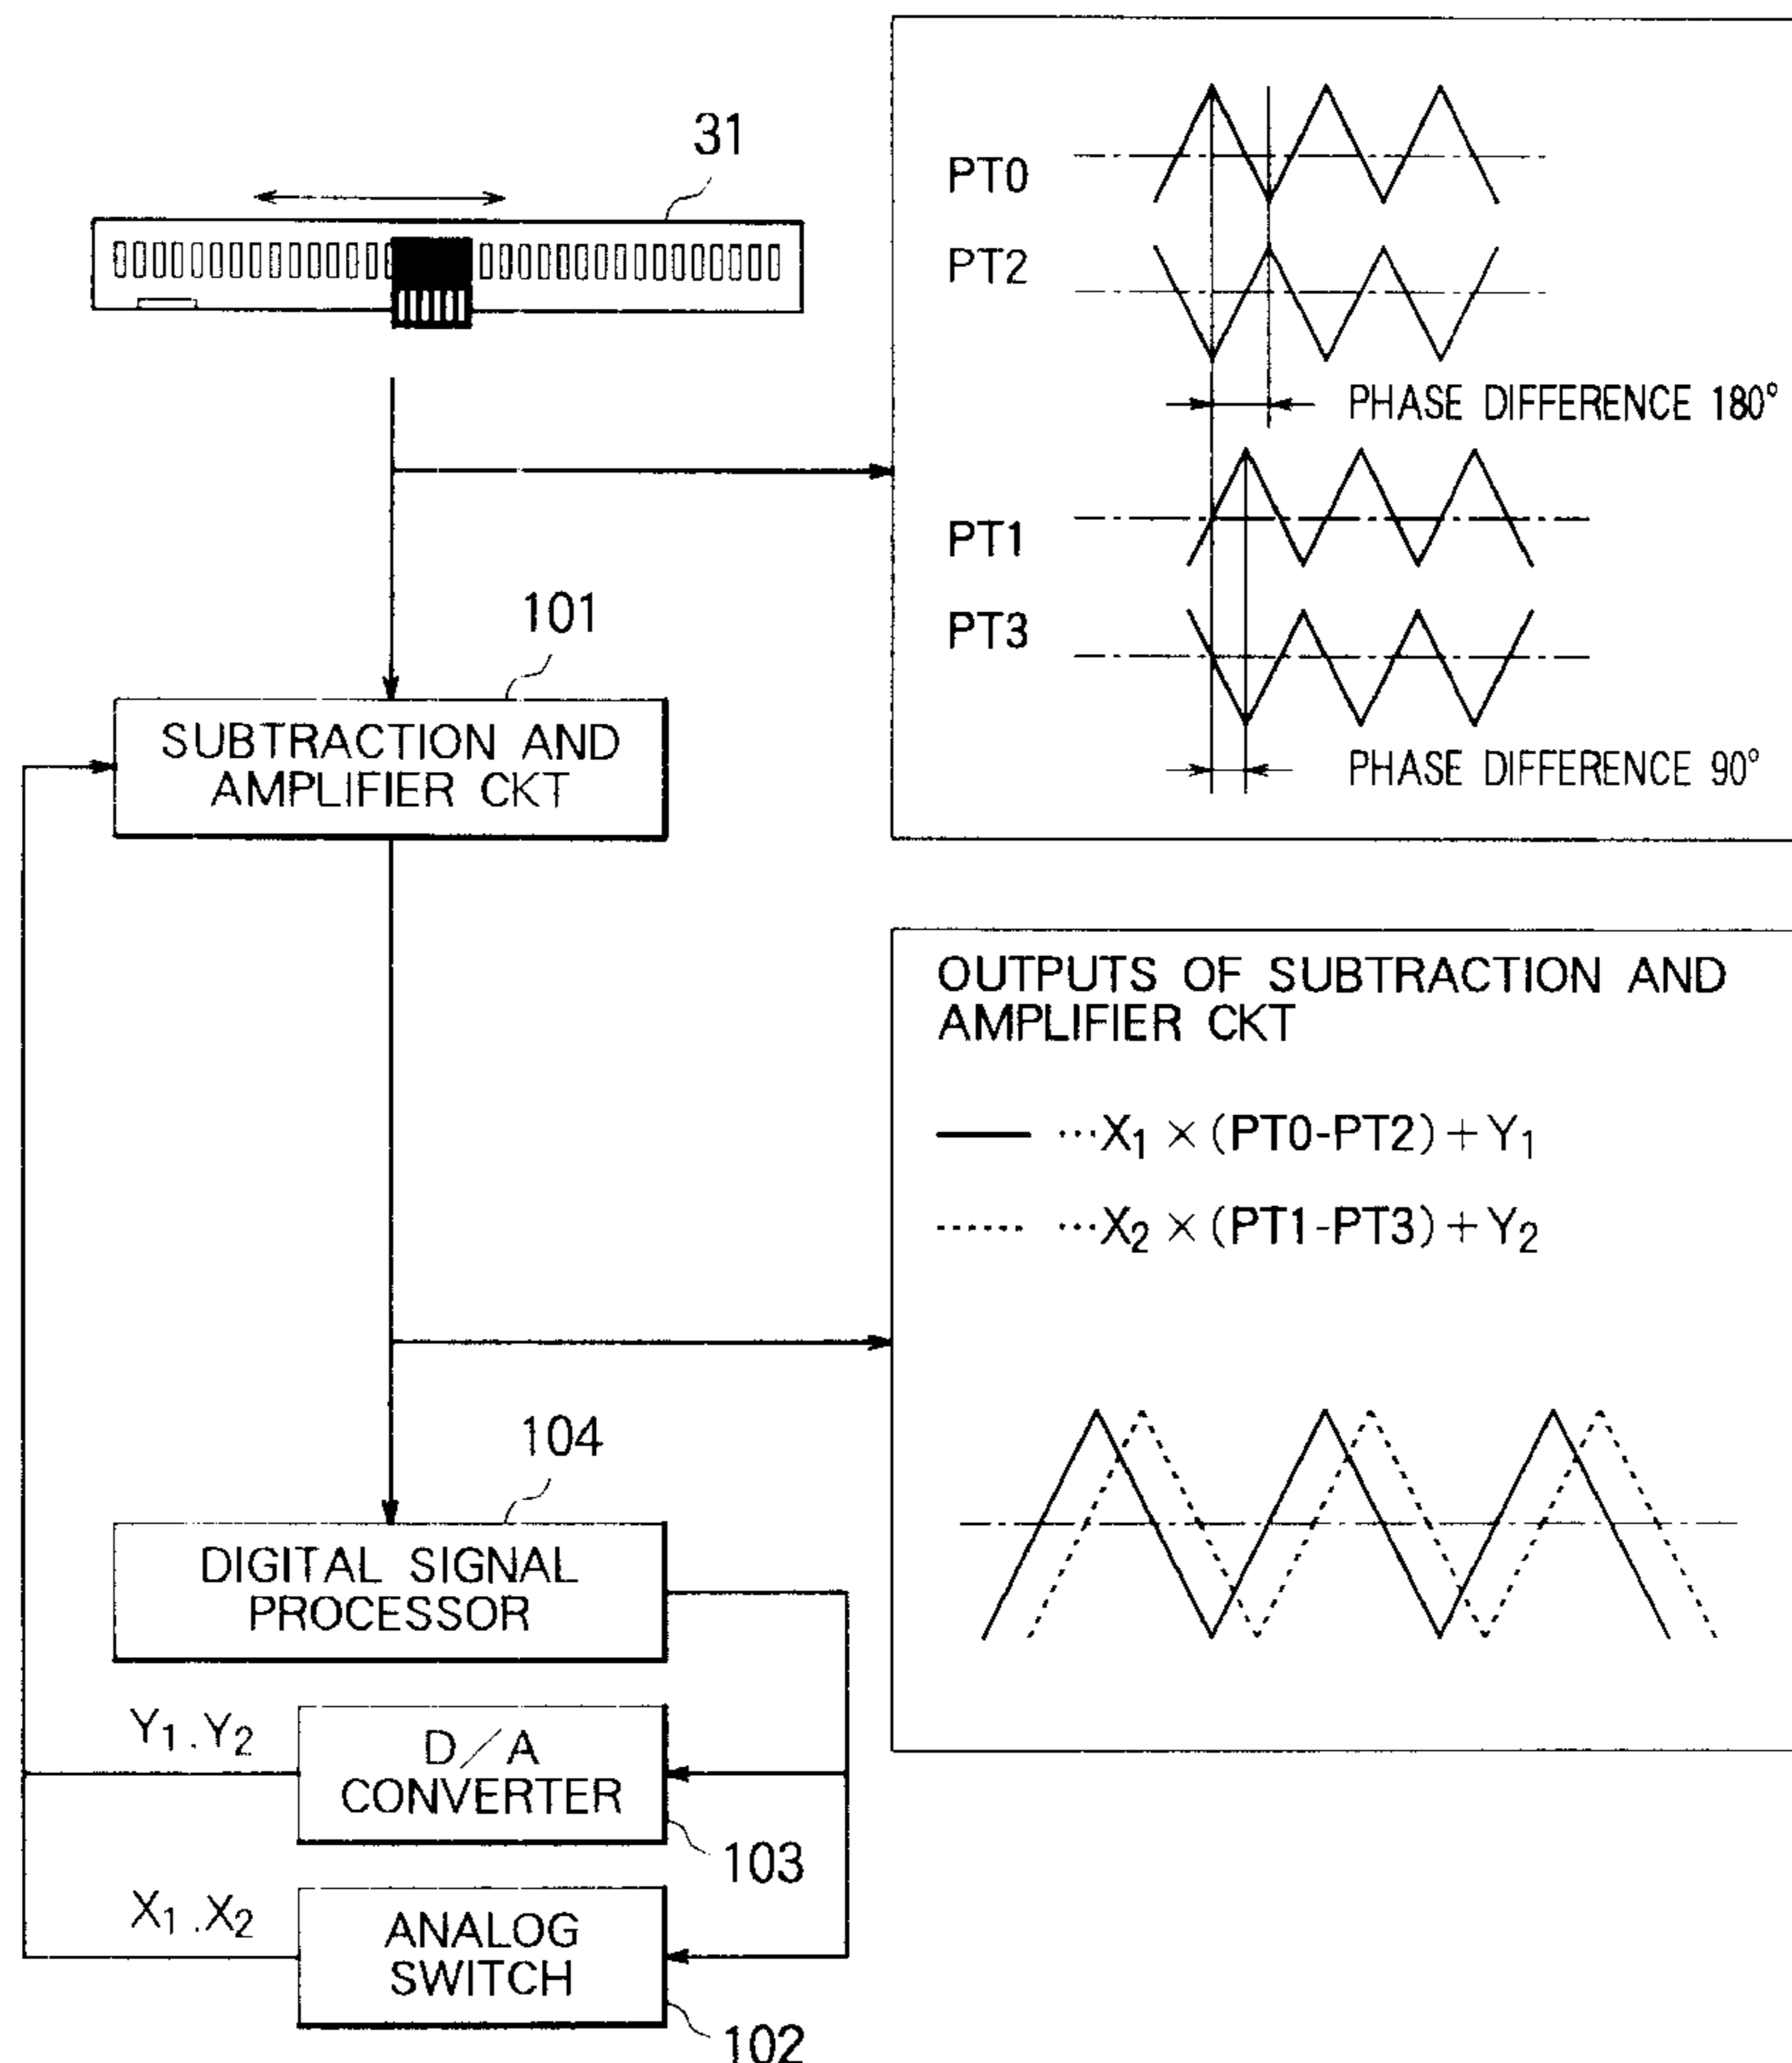 31
PT0
PT2
PHASE DIFFERENCE 180°
PT1
PT3
PHASE DIFFERENCE 90°
101
SUBTRACTION AND
AMPLIFIER CKT
OUTPUTS OF SUBTRACTION AND
AMPLIFIER CKT
…X1 × (PT0-PT2) + Y1
…X2 × (PT1-PT3) + Y2
104
DIGITAL SIGNAL
PROCESSOR
Y1.Y2
D/A
CONVERTER
103
X1.X2
ANALOG
SWITCH
102